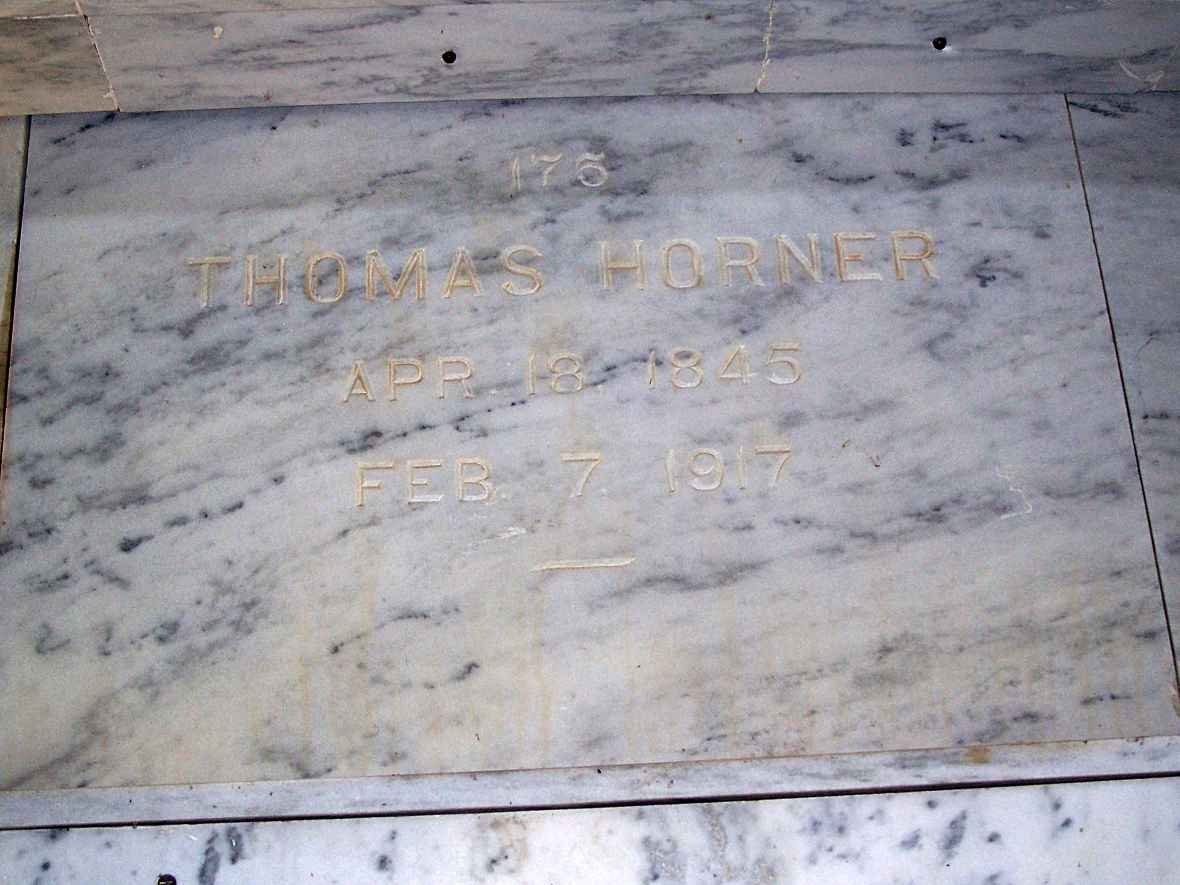 175
THOMAS HORNER
APR. 18. 1845
FEB. 7. 1917